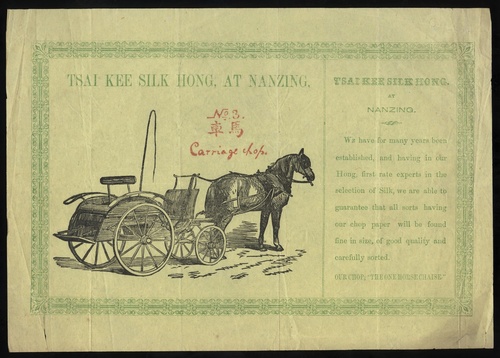 TSAI KEE SILK HONG, AT NANZING,
No. 3.
車馬
Carriage chop.
TSAI KEE SILK HONG,
AT
NANZING.
We have for many years been
established, and having in our
Hong, first rate experts in the
selection of Silk, we are able to
guarantee that all sorts having
our shop paper will be found
fine in size, of good quality and
carefully sorted.
OUR CHOP; "THE ONE HORSE CHAISE."